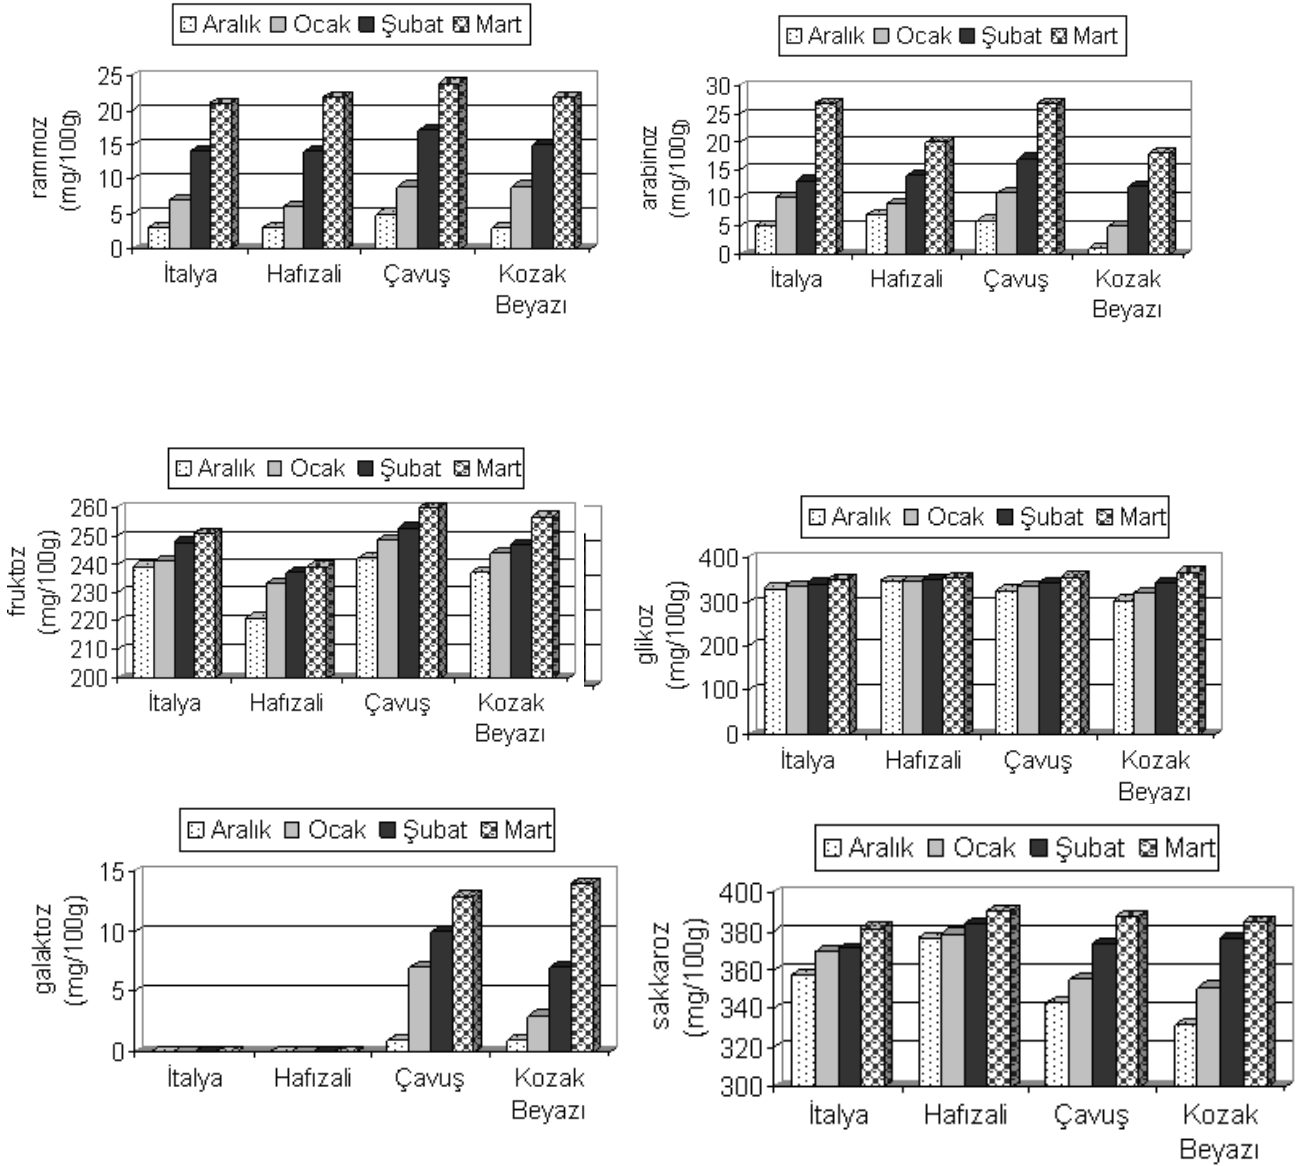 Aralık Ocak Şubat Mart
25
20
15
10
5
0
ramnoz
(mg/100g)
İtalya Hafızali Çavuş Kozak
Beyazı
Aralık Ocak Şubat Mart
30
25
20
15
10
5
0
arabinoz
(mg/100g)
İtalya Hafızali Çavuş Kozak
Beyazı
Aralık Ocak Şubat Mart
260
250
240
230
220
210
200
fruktoz
(mg/100g)
İtalya Hafızali Çavuş Kozak
Beyazı
Aralık Ocak Şubat Mart
400
300
200
100
0
glikoz
(mg/100g)
İtalya Hafızali Çavuş Kozak
Beyazı
Aralık Ocak Şubat Mart
15
10
5
0
galaktoz
(mg/100g)
İtalya Hafızali Çavuş Kozak
Beyazı
Aralık Ocak Şubat Mart
400
380
360
340
320
300
sakkaroz
(mg/100g)
İtalya Hafızali Çavuş Kozak
Beyazı